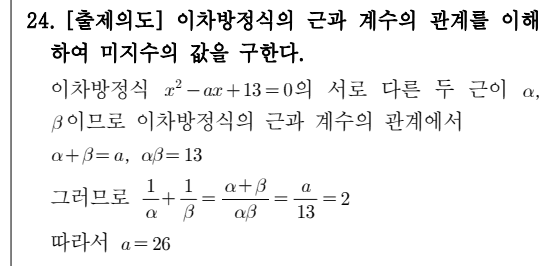 24. [출제의도] 이차방정식의 근과 계수의 관계를 이해
하여 미지수의 값을 구한다.
이차방정식 x² − ax + 13 = 0의 서로 다른 두 근이 α,
β이므로 이차방정식의 근과 계수의 관계에서
α + β = a, αβ = 13
그러므로 1/α + 1/β = (α + β)/(αβ) = a/13 = 2
따라서 a = 26